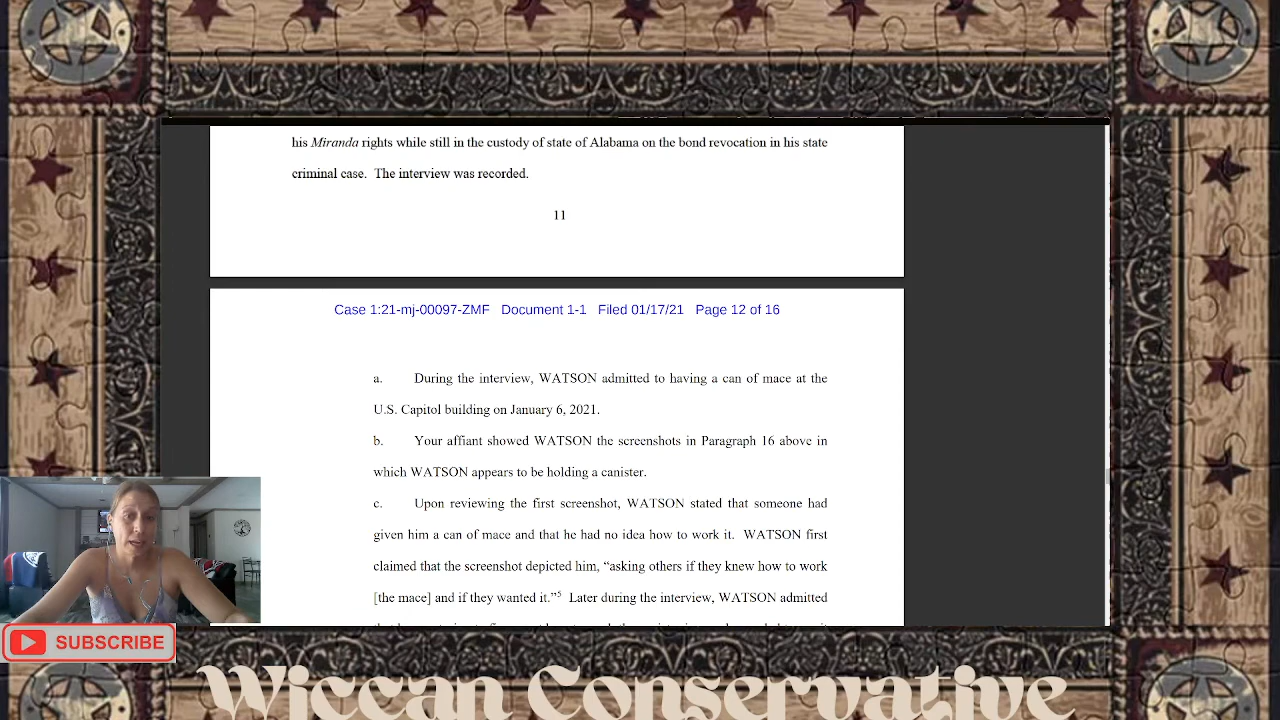 his Miranda rights while still in the custody of state of Alabama on the bond revocation in his state
criminal case. The interview was recorded.
11
Case 1:21-mj-00097-ZMF Document 1-1 Filed 01/17/21 Page 12 of 16
a. During the interview, WATSON admitted to having a can of mace at the
U.S. Capitol building on January 6, 2021.
b. Your affiant showed WATSON the screenshots in Paragraph 16 above in
which WATSON appears to be holding a canister.
c. Upon reviewing the first screenshot, WATSON stated that someone had
given him a can of mace and that he had no idea how to work it. WATSON first
claimed that the screenshot depicted him, “asking others if they knew how to work
[the mace] and if they wanted it.”⁵ Later during the interview, WATSON admitted
SUBSCRIBE
Wiccan Conservative